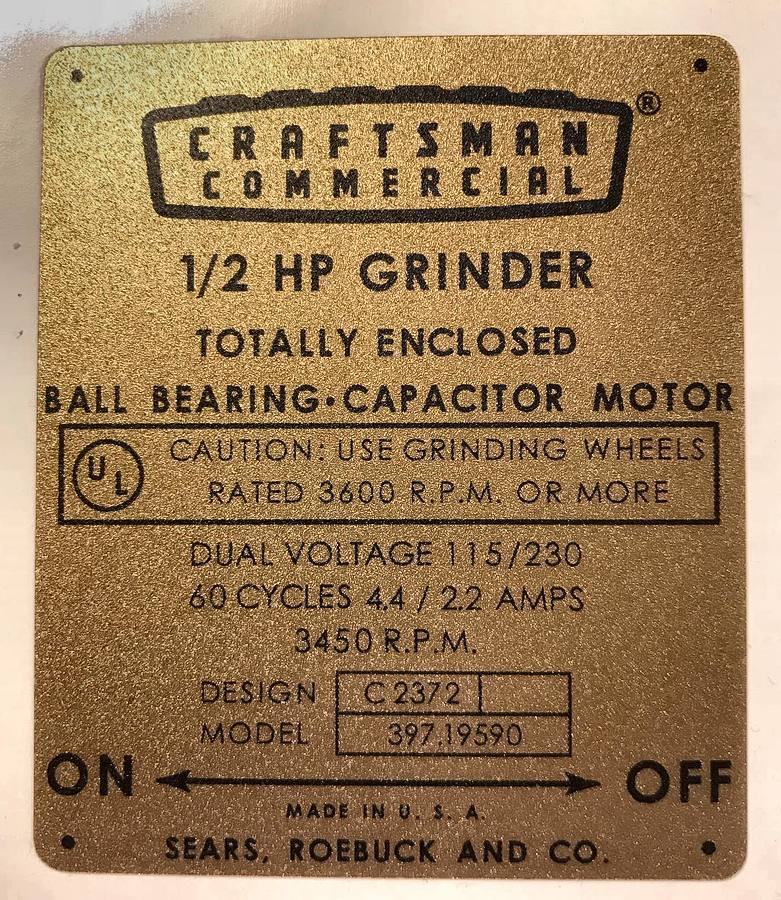 CRAFTSMAN ®
COMMERCIAL
1/2 HP GRINDER
TOTALLY ENCLOSED
BALL BEARING•CAPACITOR MOTOR
UL
CAUTION: USE GRINDING WHEELS
RATED 3600 R.P.M. OR MORE
DUAL VOLTAGE 115/230
60 CYCLES 4.4 / 2.2 AMPS
3450 R.P.M.
DESIGN C 2372
MODEL 397.19590
ON OFF
MADE IN U. S. A.
SEARS, ROEBUCK AND CO.